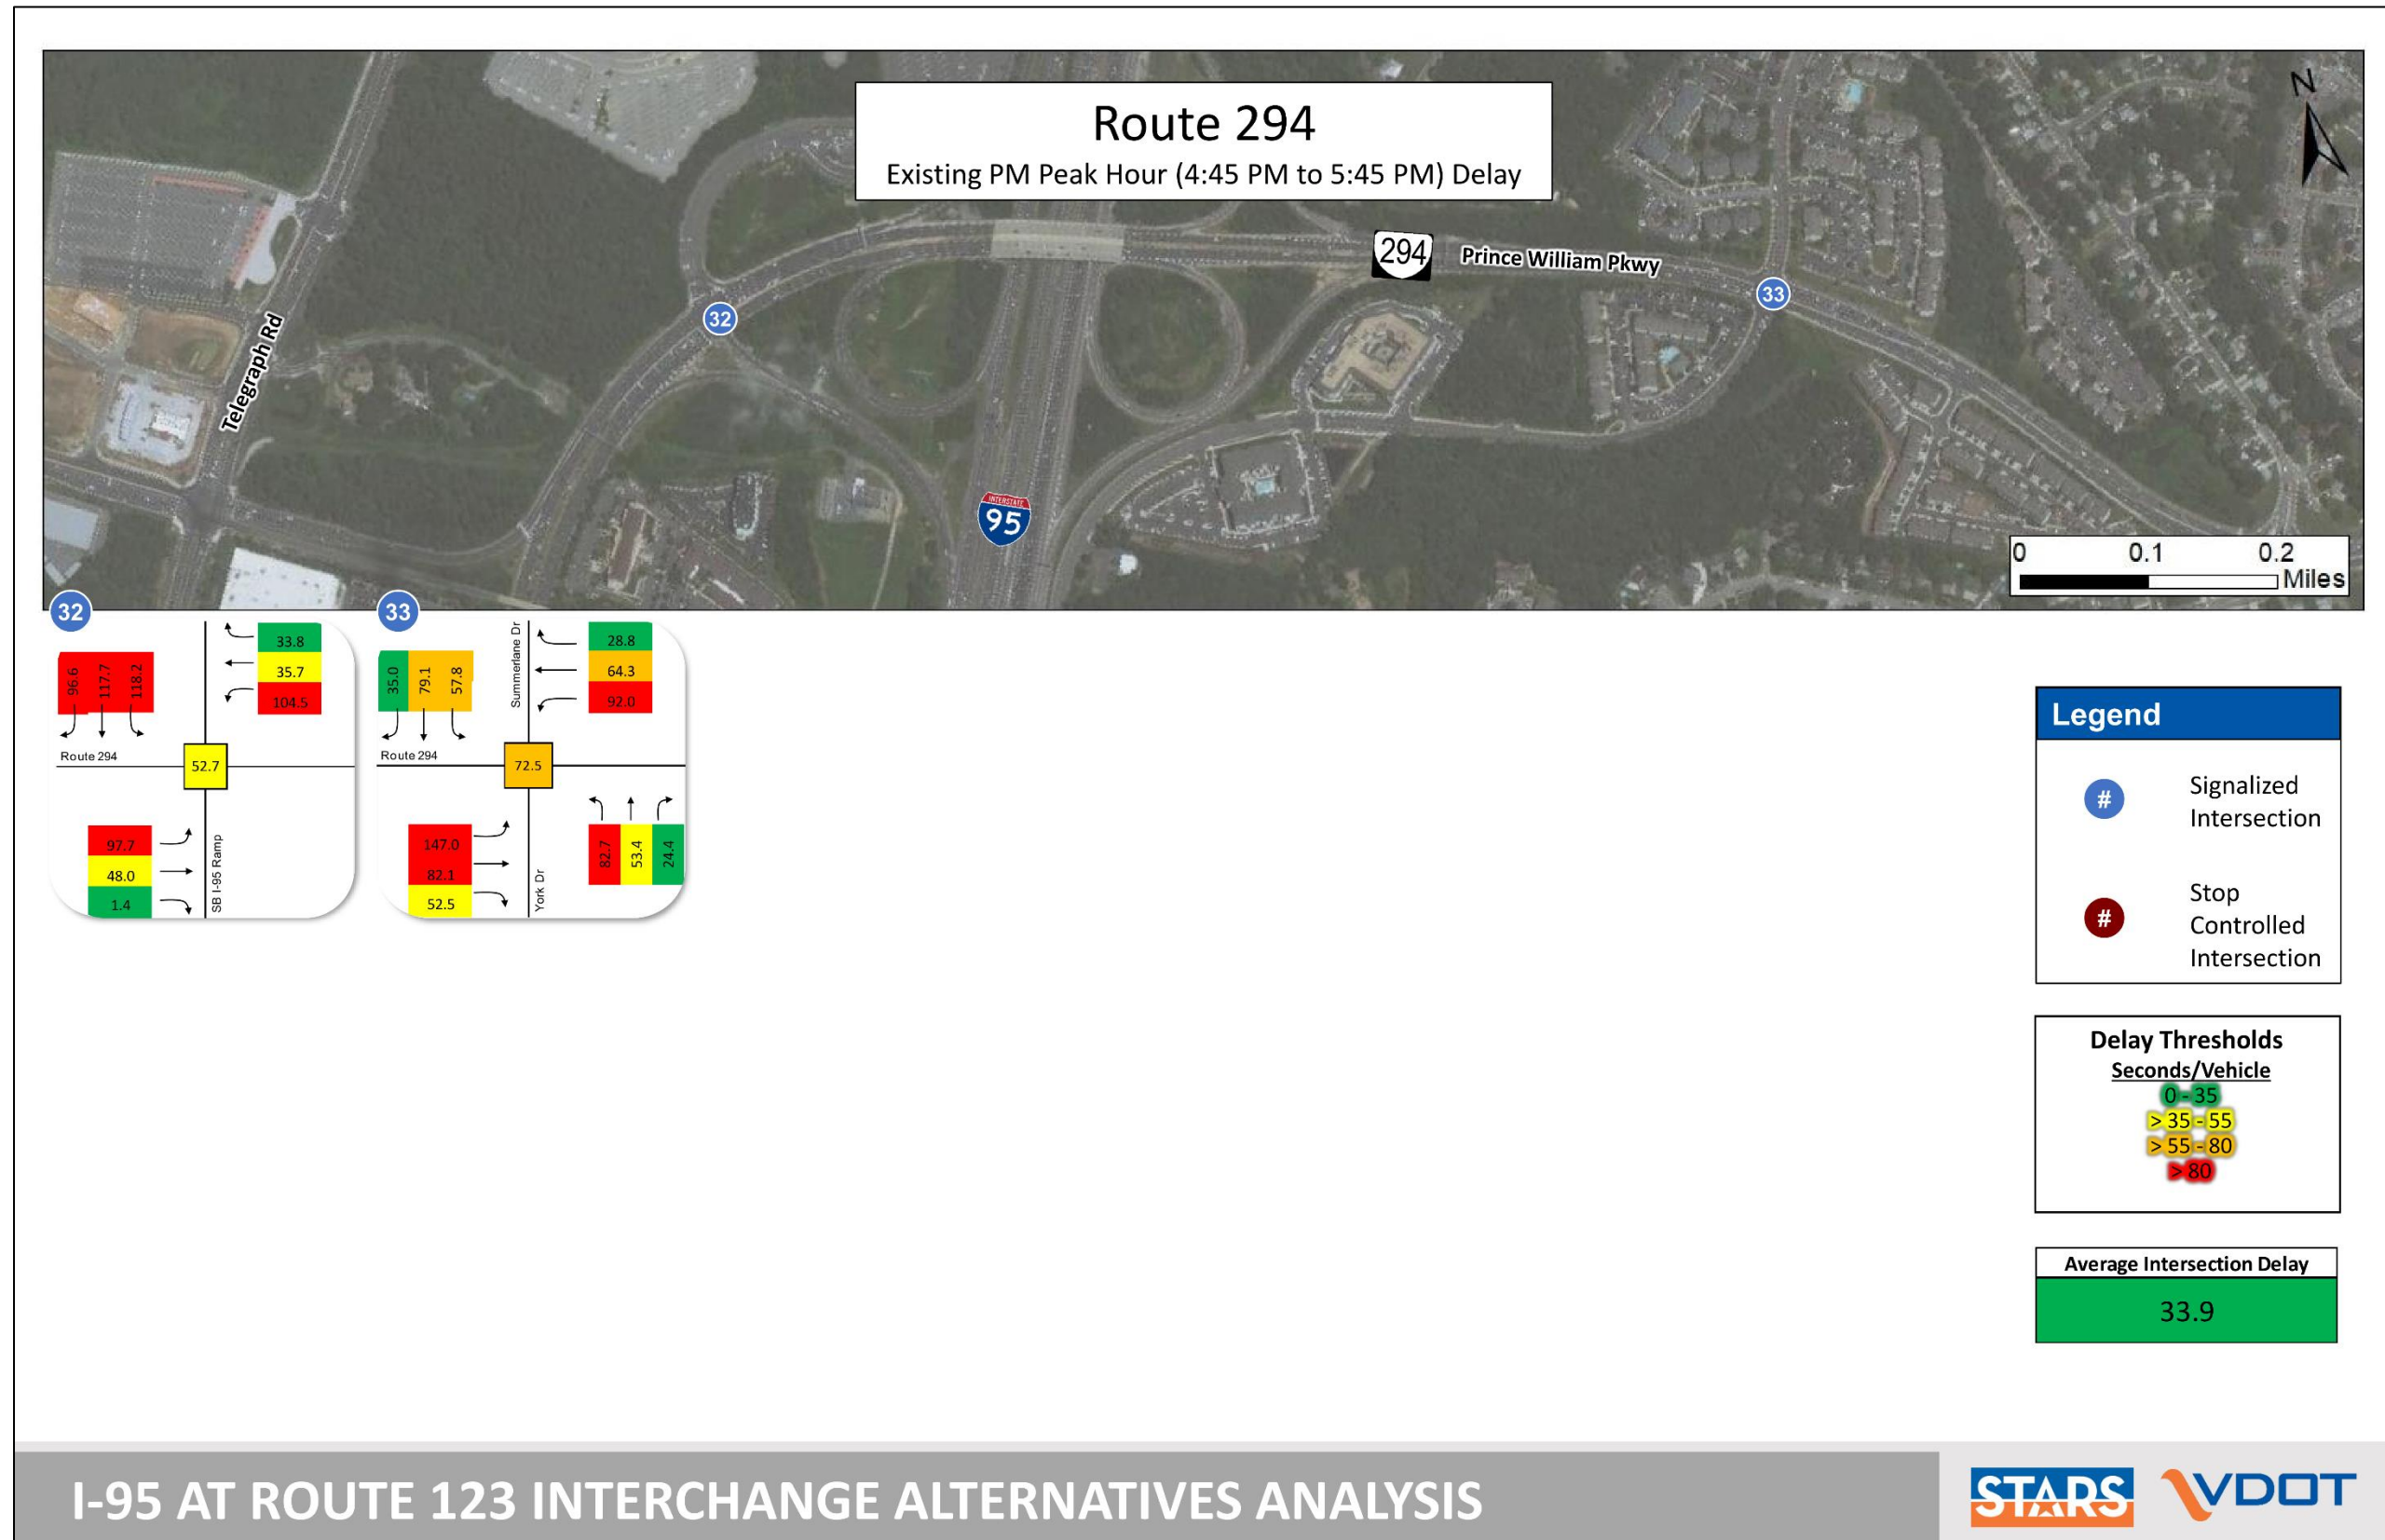 Route 294
Existing PM Peak Hour (4:45 PM to 5:45 PM) Delay
N
294
Prince William Pkwy
33
32
Telegraph Rd
INTERSTATE
95
0 0.1 0.2
Miles
32
33.8
35.7
104.5
96.6
117.7
118.2
Route 294
52.7
97.7
48.0
1.4
SB I-95 Ramp
33
Summerlane Dr
28.8
64.3
92.0
35.0
79.1
57.8
Route 294
72.5
147.0
82.1
52.5
York Dr
82.7
53.4
24.4
Legend
# Signalized
Intersection
# Stop
Controlled
Intersection
Delay Thresholds
Seconds/Vehicle
0 - 35
> 35 - 55
> 55 - 80
> 80
Average Intersection Delay
33.9
I-95 AT ROUTE 123 INTERCHANGE ALTERNATIVES ANALYSIS
STARS
VDOT